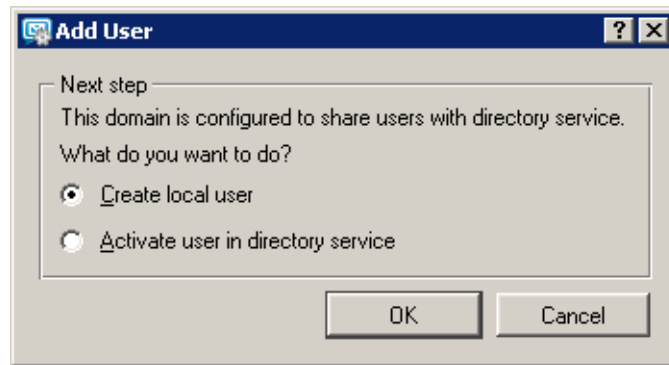 Add User
Next step
This domain is configured to share users with directory service.
What do you want to do?
Create local user
Activate user in directory service
OK Cancel